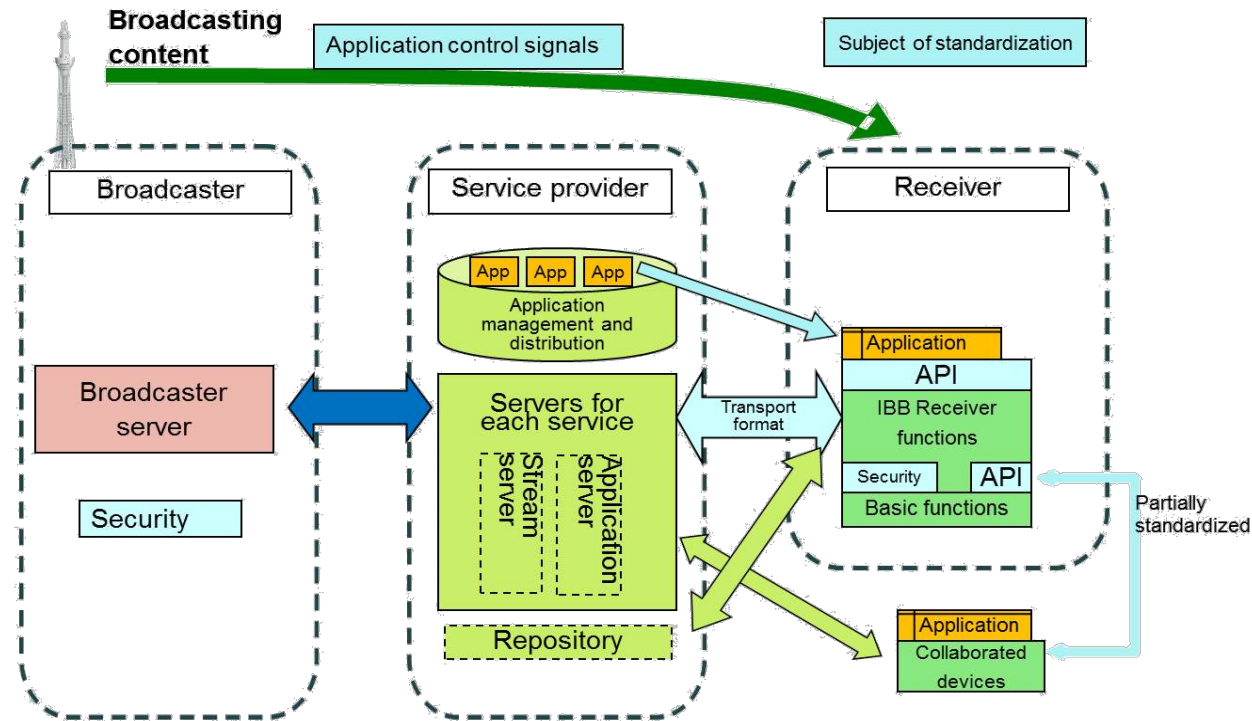 Broadcasting
content
Application control signals
Subject of standardization
Broadcaster
Service provider
Receiver
App
App
App
Application
management and
distribution
Application
API
Broadcaster
server
Servers for
each service
Transport
format
IBB Receiver
functions
Stream
server
Application
server
Security
API
Security
Basic functions
Partially
standardized
Repository
Application
Collaborated
devices